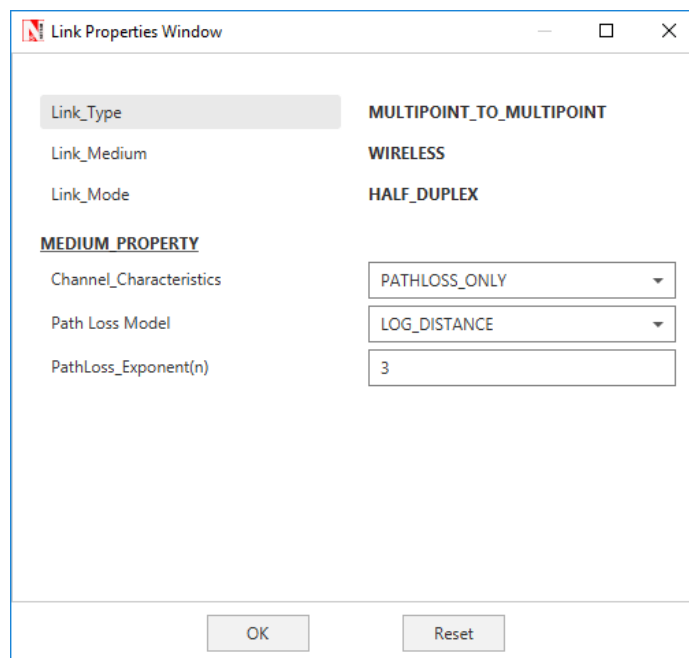 Link Properties Window
Link_Type MULTIPOINT_TO_MULTIPOINT
Link_Medium WIRELESS
Link_Mode HALF_DUPLEX
MEDIUM_PROPERTY
Channel_Characteristics PATHLOSS_ONLY
Path Loss Model LOG_DISTANCE
PathLoss_Exponent(n) 3
OK Reset